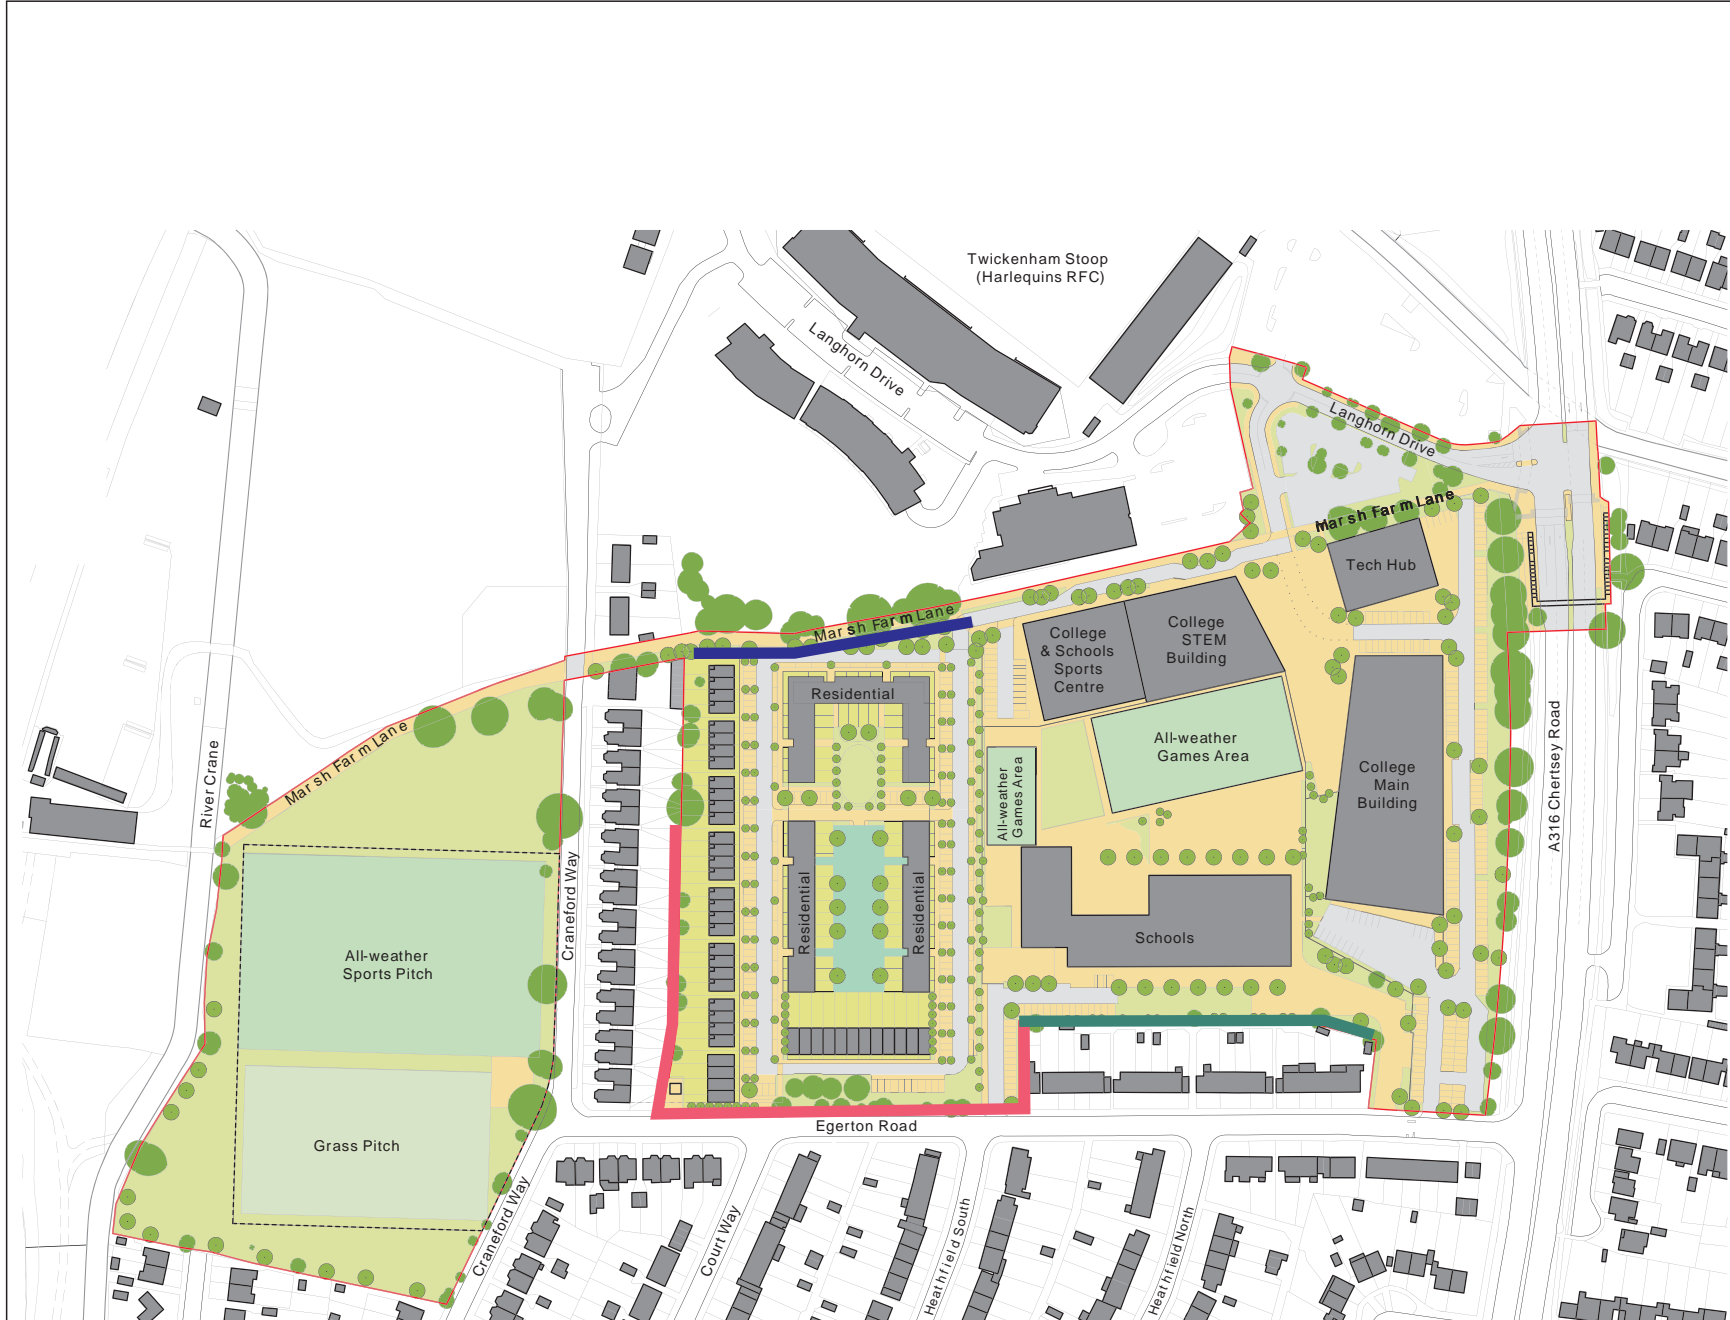 Twickenham Stoop
(Harlequins RFC)
Langhorn Drive
Langhorn Drive
Marsh Farm Lane
Tech Hub
Marsh Farm Lane
College
& Schools
Sports
Centre
College
STEM
Building
Residential
Marsh Farm Lane
River Crane
All-weather
Games Area
All-weather
Games Area
College
Main
Building
A316 Chertsey Road
Craneford Way
Residential
Residential
Schools
All-weather
Sports Pitch
Grass Pitch
Egerton Road
Craneford Way
Court Way
Heathfield South
Heathfield North